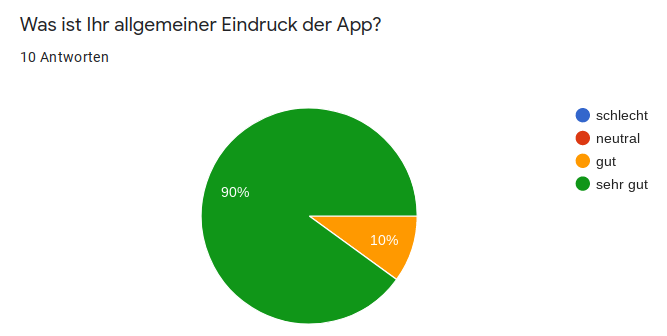 Was ist Ihr allgemeiner Eindruck der App?
10 Antworten
schlecht
neutral
gut
sehr gut
90%
10%